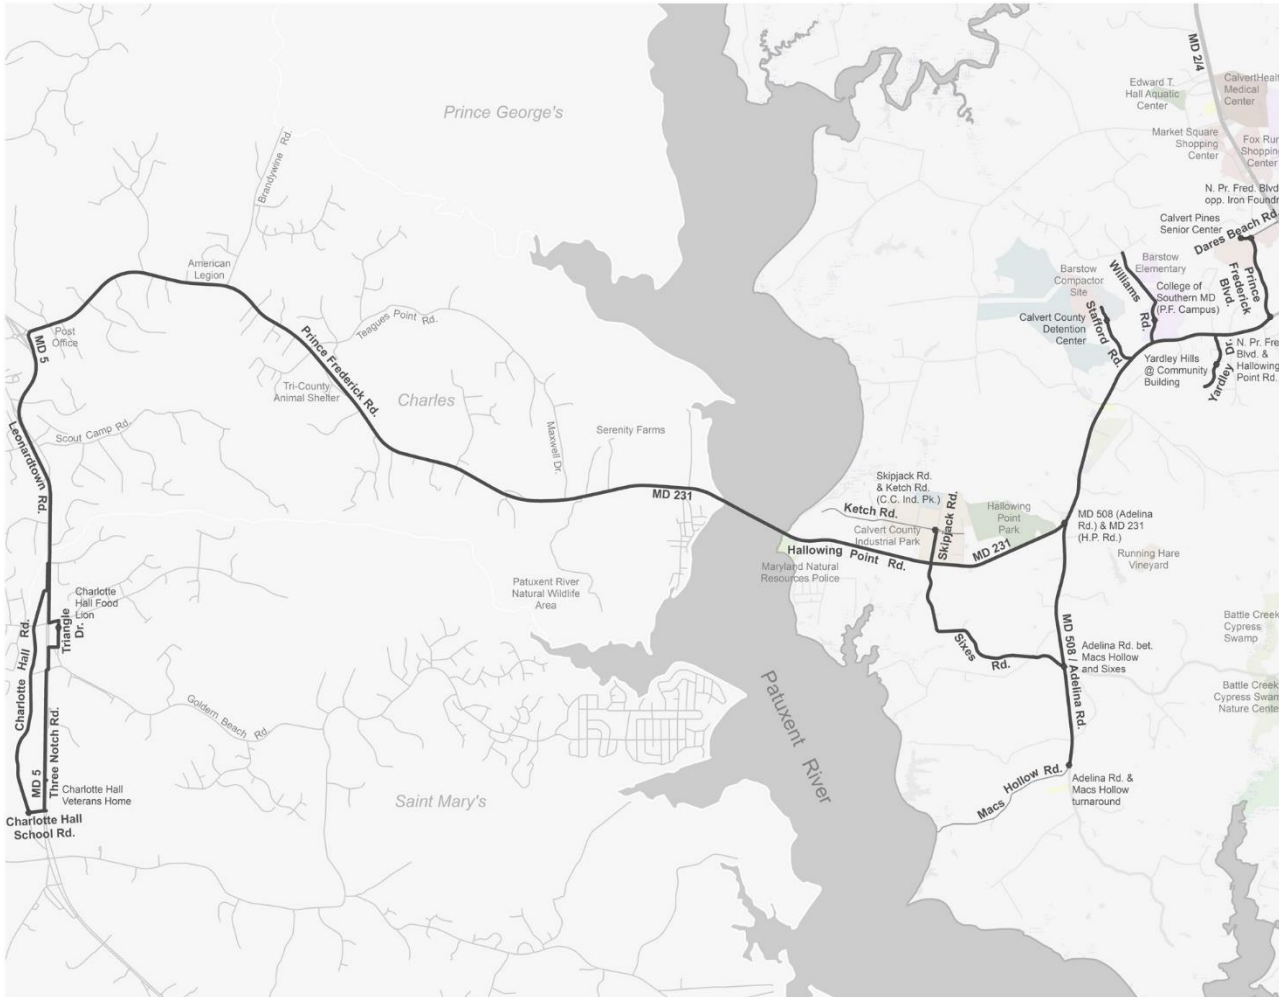 MD 2/4
Edward T.
Hall Aquatic
Center
CalvertHealt
Medical
Center
Prince George's
Market Square
Shopping
Center
Fox Run
Shopping
Center
Brandywine Rd.
N. Pr. Fred. Blvd
opp. Iron Foundr
Calvert Pines
Senior Center
Dares Beach Rd.
American
Legion
Barstow
Elementary
Barstow
Compactor
Site
Williams Rd.
College of
Southern MD
(P.F. Campus)
Prince
Frederick
Blvd.
Calvert County
Detention
Center
Stafford Rd.
Teagues Point Rd.
Post
Office
MD 5
Prince Frederick Rd.
Yardley Hills
@ Community
Building
Yardley Dr.
N. Pr. Fre
Blvd. &
Hallowing
Point Rd.
Tri-County
Animal Shelter
Charles
Scout Camp Rd.
Leonardtown Rd.
Maxwell Dr.
Serenity Farms
MD 231
Skipjack Rd.
& Ketch Rd.
(C.C. Ind. Pk.)
Ketch Rd.
Skipjack Rd.
Calvert County
Industrial Park
Hallowing
Point
Park
MD 508 (Adelina
Rd.) & MD 231
(H.P. Rd.)
MD 231
Hallowing Point Rd.
Maryland Natural
Resources Police
Running Hare
Vineyard
Patuxent River
Natural Wildlife
Area
Charlotte
Hall Food
Lion
Triangle
Dr.
Charlotte Hall Rd.
Battle Creek
Cypress
Swamp
Sixes Rd.
MD 508 / Adelina Rd.
Adelina Rd. bet.
Macs Hollow
and Sixes
Battle Creek
Cypress Swam
Nature Cente
Patuxent River
Goldern Beach Rd.
MD 5
Three Notch Rd.
Charlotte Hall
Veterans Home
Saint Mary's
Macs Hollow Rd.
Adelina Rd. &
Macs Hollow
turnaround
Charlotte Hall
School Rd.